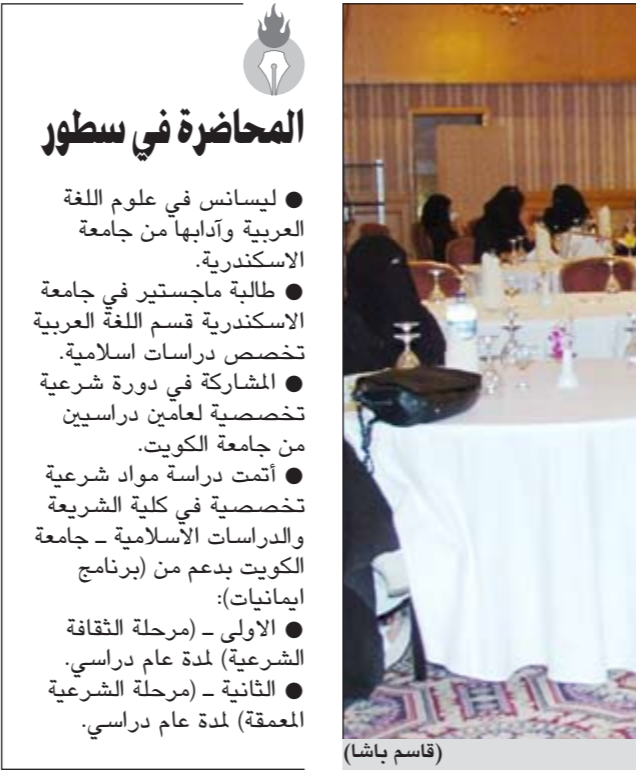 المحاضرة في سطور
● ليسانس في علوم اللغة
العربية وآدابها من جامعة
الاسكندرية.
● طالبة ماجستير في جامعة
الاسكندرية قسم اللغة العربية
تخصص دراسات اسلامية.
● المشاركة في دورة شرعية
تخصصية لعامين دراسيين
من جامعة الكويت.
● أتمت دراسة مواد شرعية
تخصصية في كلية الشريعة
والدراسات الاسلامية ــ جامعة
الكويت بدعم من (برنامج
ايمانيات):
● الاولى ــ (مرحلة الثقافة
الشرعية) لمدة عام دراسي.
● الثانية ــ (مرحلة الشرعية
المعمقة) لمدة عام دراسي.
(قاسم باشا)